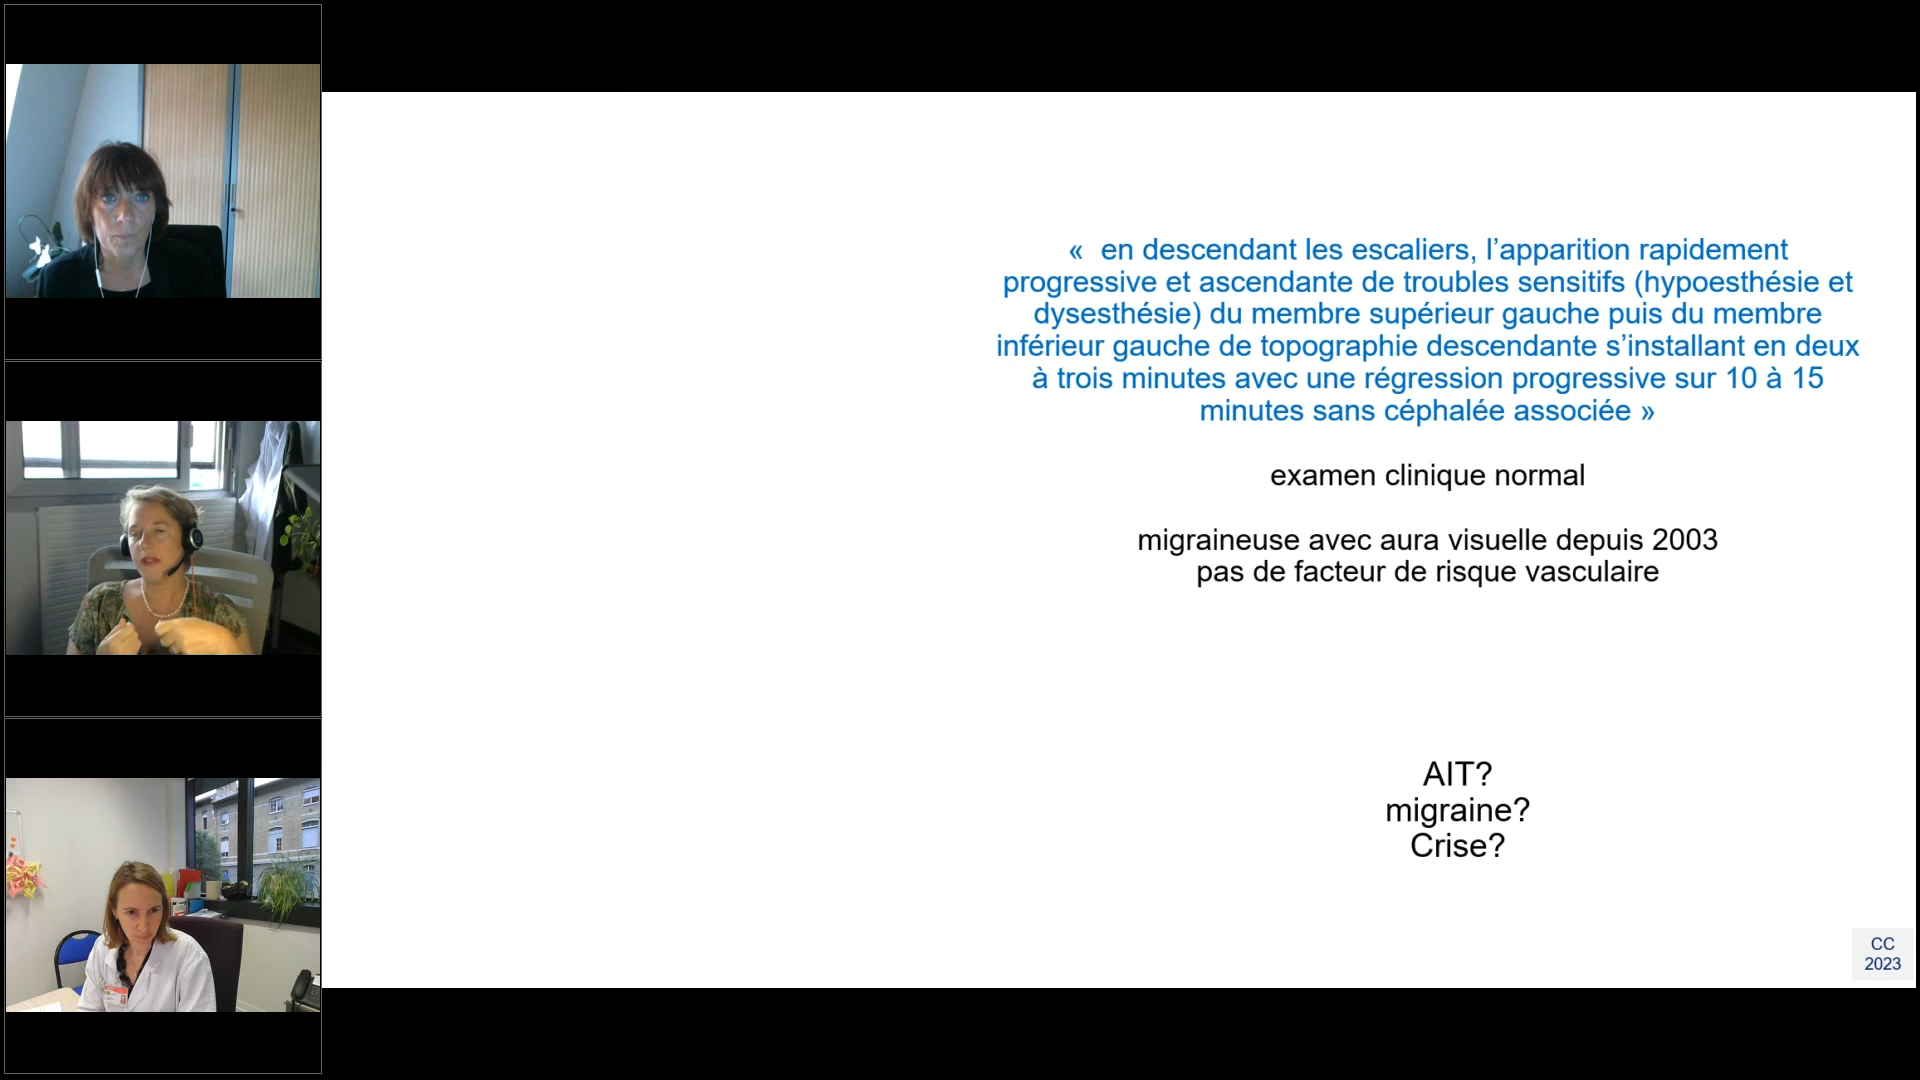 «  en descendant les escaliers, l’apparition rapidement
progressive et ascendante de troubles sensitifs (hypoesthésie et
dysesthésie) du membre supérieur gauche puis du membre
inférieur gauche de topographie descendante s’installant en deux
à trois minutes avec une régression progressive sur 10 à 15
minutes sans céphalée associée »
examen clinique normal
migraineuse avec aura visuelle depuis 2003
pas de facteur de risque vasculaire
AIT?
migraine?
Crise?
CC
2023